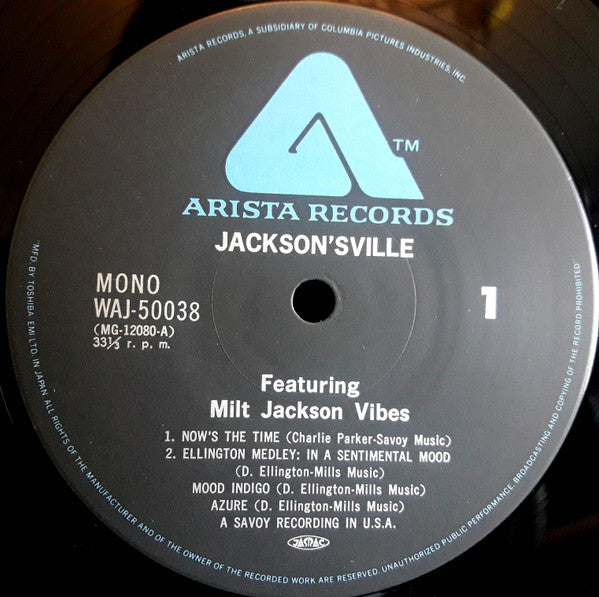 ARISTA RECORDS, A SUBSIDIARY OF COLUMBIA PICTURES INDUSTRIES, INC.
TM
ARISTA RECORDS
JACKSON'SVILLE
MONO
WAJ-50038
(MG-12080-A)
33⅓ r. p. m.
1
Featuring
Milt Jackson Vibes
1. NOW'S THE TIME (Charlie Parker-Savoy Music)
2. ELLINGTON MEDLEY: IN A SENTIMENTAL MOOD
(D. Ellington-Mills Music)
MOOD INDIGO (D. Ellington-Mills Music)
AZURE (D. Ellington-Mills Music)
A SAVOY RECORDING IN U.S.A.
JASRAC
"MFD. BY TOSHIBA EMI LTD. IN JAPAN. ALL RIGHTS OF THE MANUFACTURER AND OF THE OWNER OF THE RECORDED WORK ARE RESERVED. UNAUTHORIZED PUBLIC PERFORMANCE, BROADCASTING AND COPYING OF THE RECORD PROHIBITED"